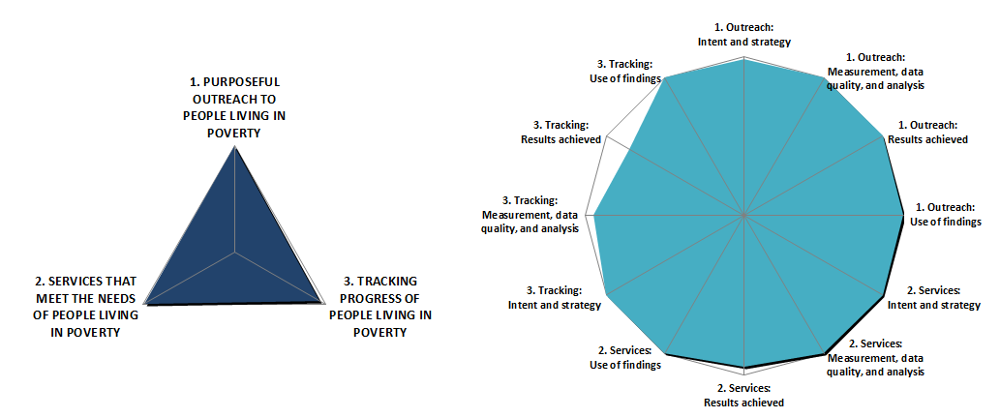 1. PURPOSEFUL
OUTREACH TO
PEOPLE LIVING IN
POVERTY
2. SERVICES THAT
MEET THE NEEDS
OF PEOPLE LIVING
IN POVERTY
3. TRACKING
PROGRESS OF
PEOPLE LIVING IN
POVERTY
1. Outreach:
Intent and strategy
1. Outreach:
Measurement, data
quality, and analysis
1. Outreach:
Results achieved
1. Outreach:
Use of findings
2. Services:
Intent and strategy
2. Services:
Measurement, data
quality, and analysis
2. Services:
Results achieved
2. Services:
Use of findings
3. Tracking:
Intent and strategy
3. Tracking:
Measurement, data
quality, and analysis
3. Tracking:
Results achieved
3. Tracking:
Use of findings